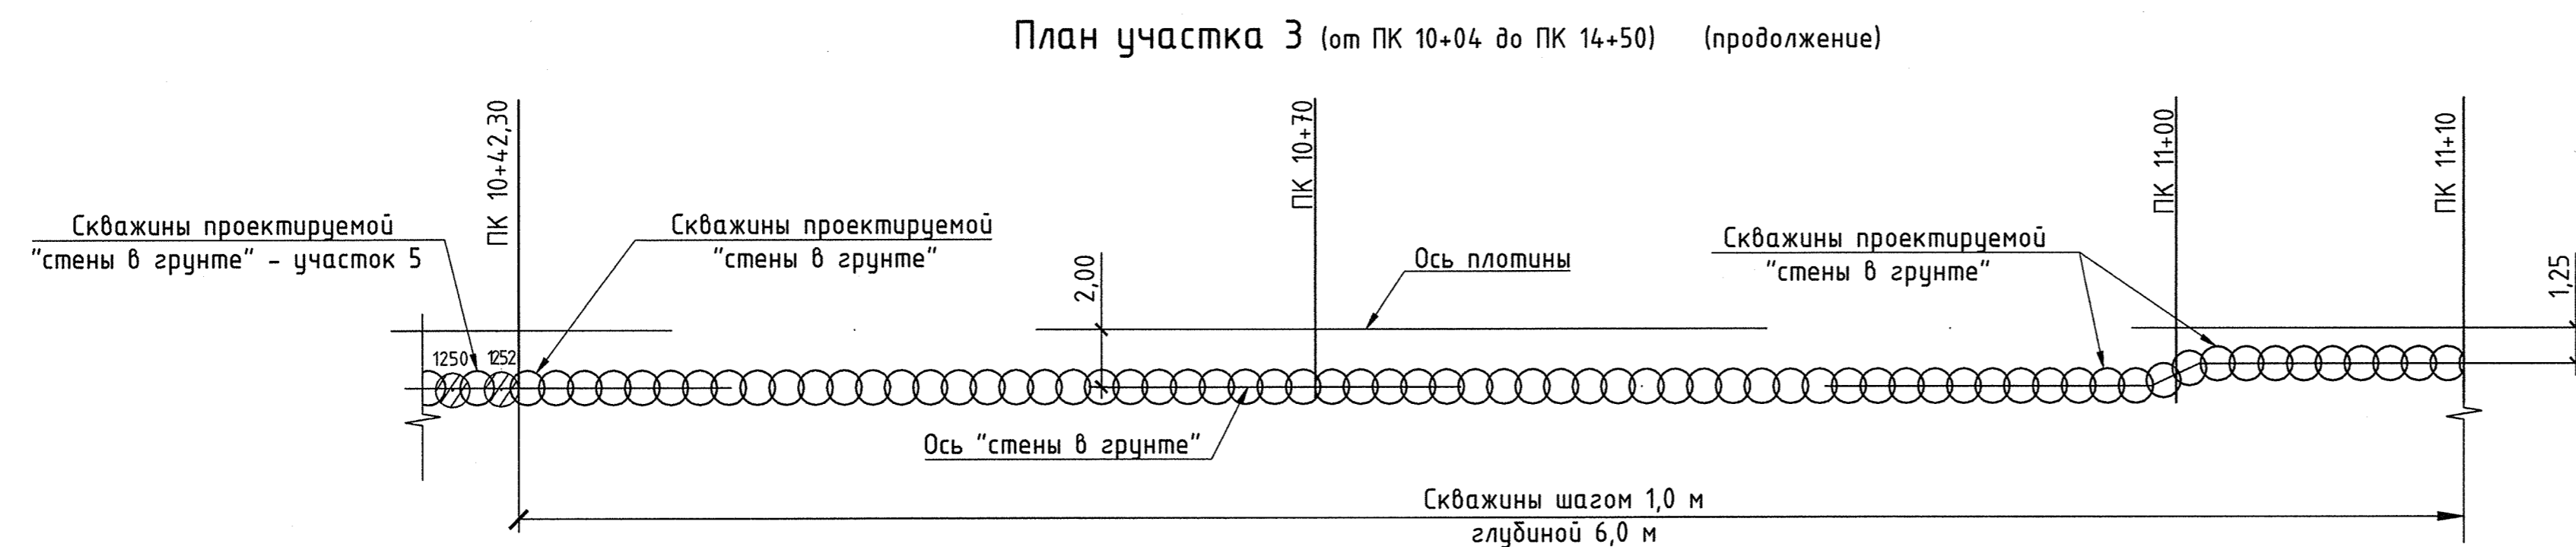 План участка 3 (от ПК 10+04 до ПК 14+50) (продолжение)
ПК 10+42,30
ПК 10+70
ПК 11+00
ПК 11+10
Скважины проектируемой
"стены в грунте" - участок 5
Скважины проектируемой
"стены в грунте"
2,00
Ось плотины
Скважины проектируемой
"стены в грунте"
1,25
1250
1252
Ось "стены в грунте"
Скважины шагом 1,0 м
глубиной 6,0 м